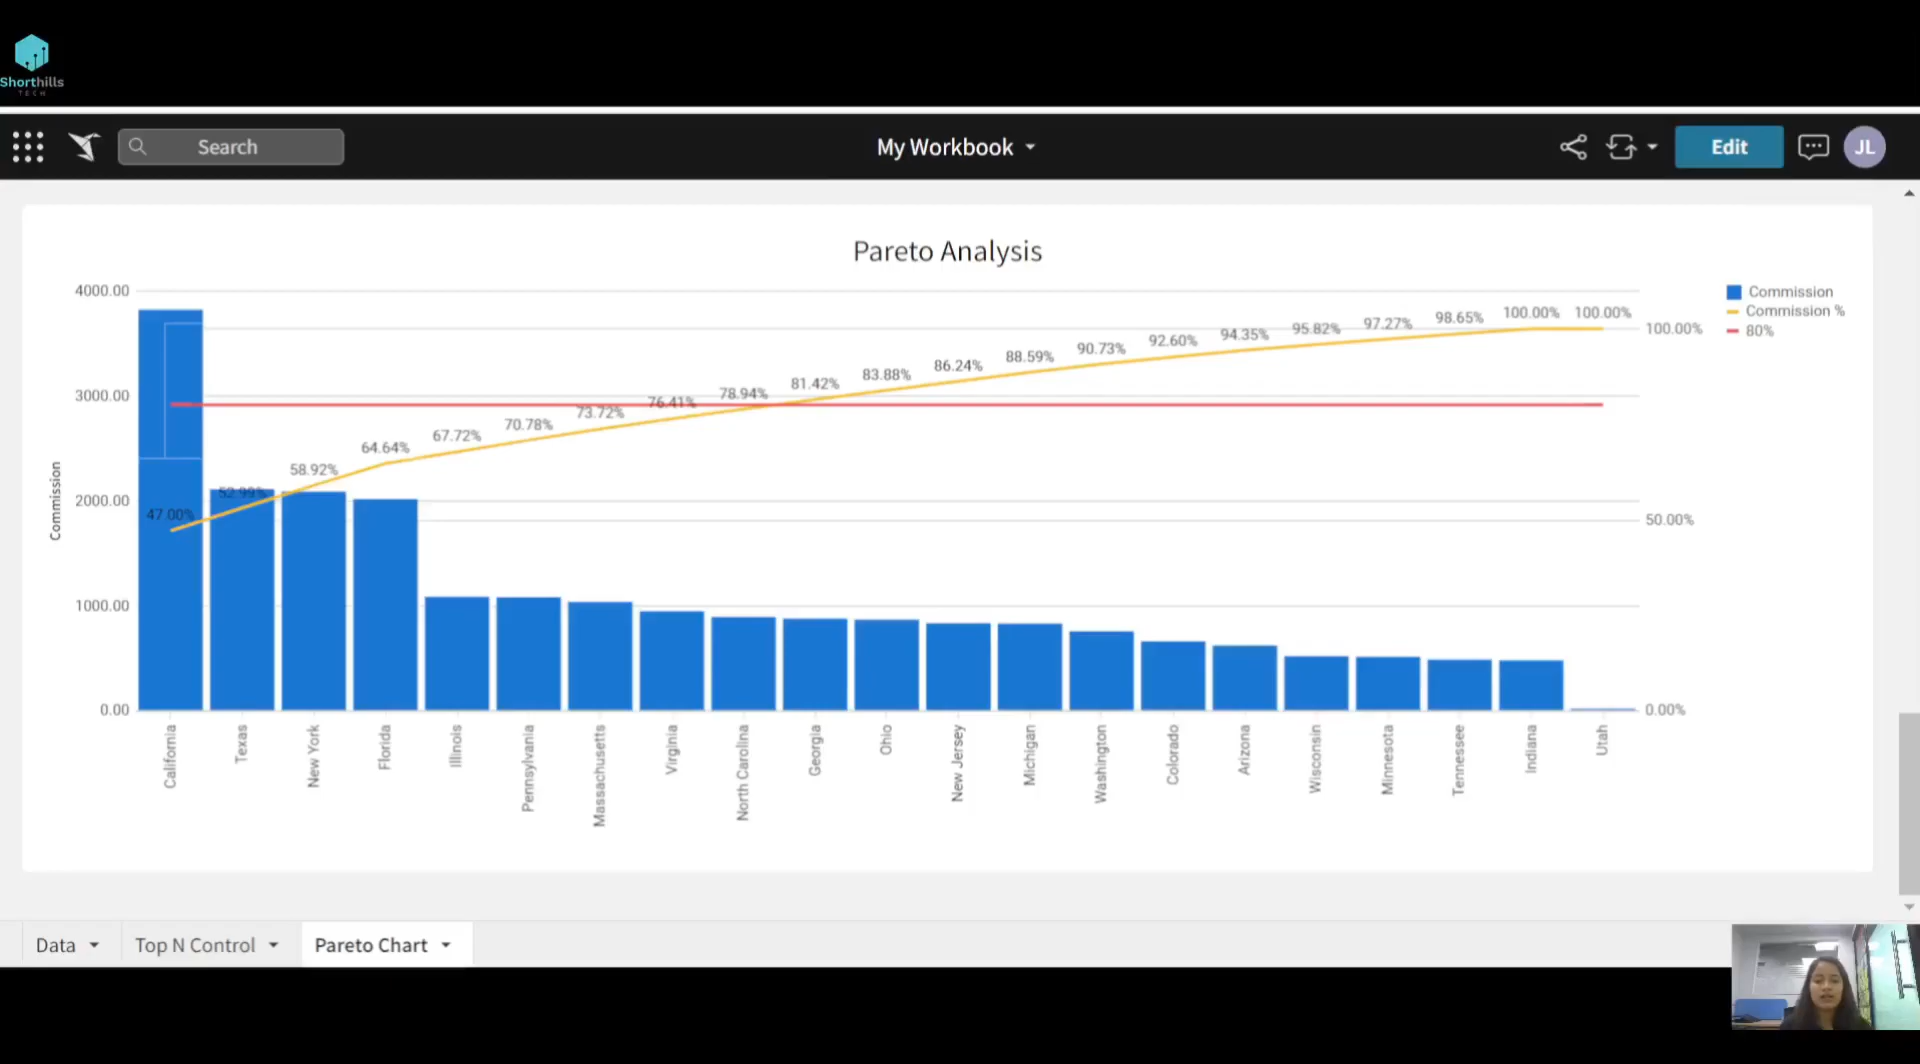 Shorthills
TECH
Search
My Workbook
Edit
JL
Pareto Analysis
4000.00
3000.00
2000.00
1000.00
0.00
Commission
47.00%
52.99%
58.92%
64.64%
67.72%
70.78%
73.72%
76.41%
78.94%
81.42%
83.88%
86.24%
88.59%
90.73%
92.60%
94.35%
95.82%
97.27%
98.65%
100.00%
100.00%
100.00%
50.00%
0.00%
Commission
Commission %
80%
California
Texas
New York
Florida
Illinois
Pennsylvania
Massachusetts
Virginia
North Carolina
Georgia
Ohio
New Jersey
Michigan
Washington
Colorado
Arizona
Wisconsin
Minnesota
Tennessee
Indiana
Utah
Data
Top N Control
Pareto Chart